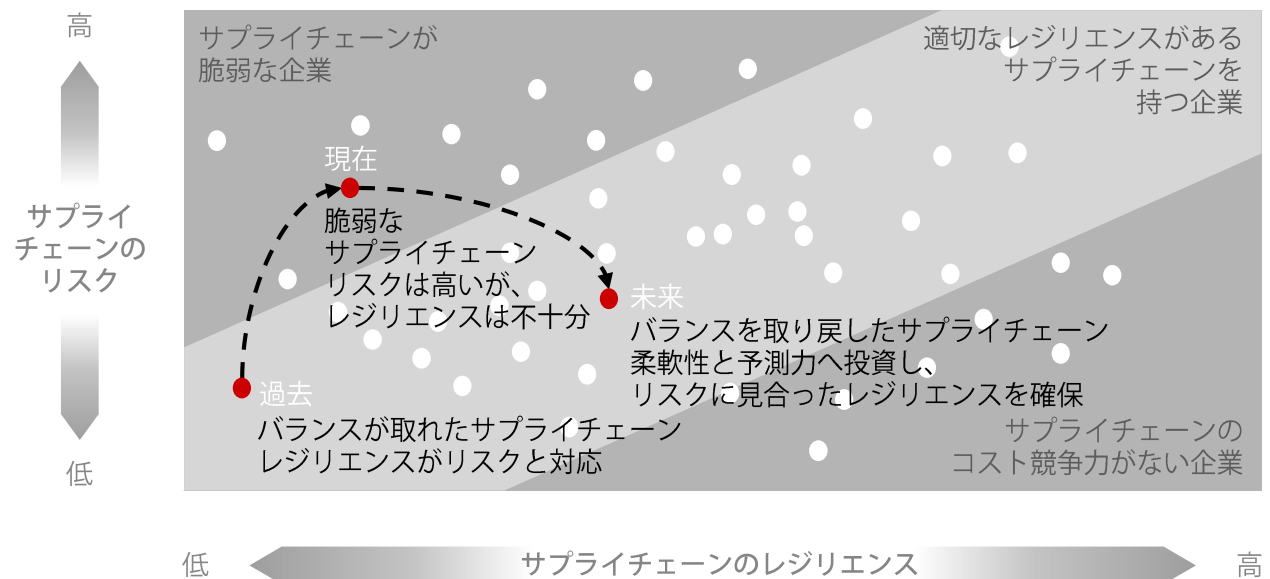 高
サプライ
チェーンの
リスク
低
サプライチェーンが
脆弱な企業
適切なレジリエンスがある
サプライチェーンを
持つ企業
現在
脆弱な
サプライチェーン
リスクは高いが、
レジリエンスは不十分
未来
バランスを取り戻したサプライチェーン
柔軟性と予測力へ投資し、
リスクに見合ったレジリエンスを確保
過去
バランスが取れたサプライチェーン
レジリエンスがリスクと対応
サプライチェーンの
コスト競争力がない企業
低
サプライチェーンのレジリエンス
高